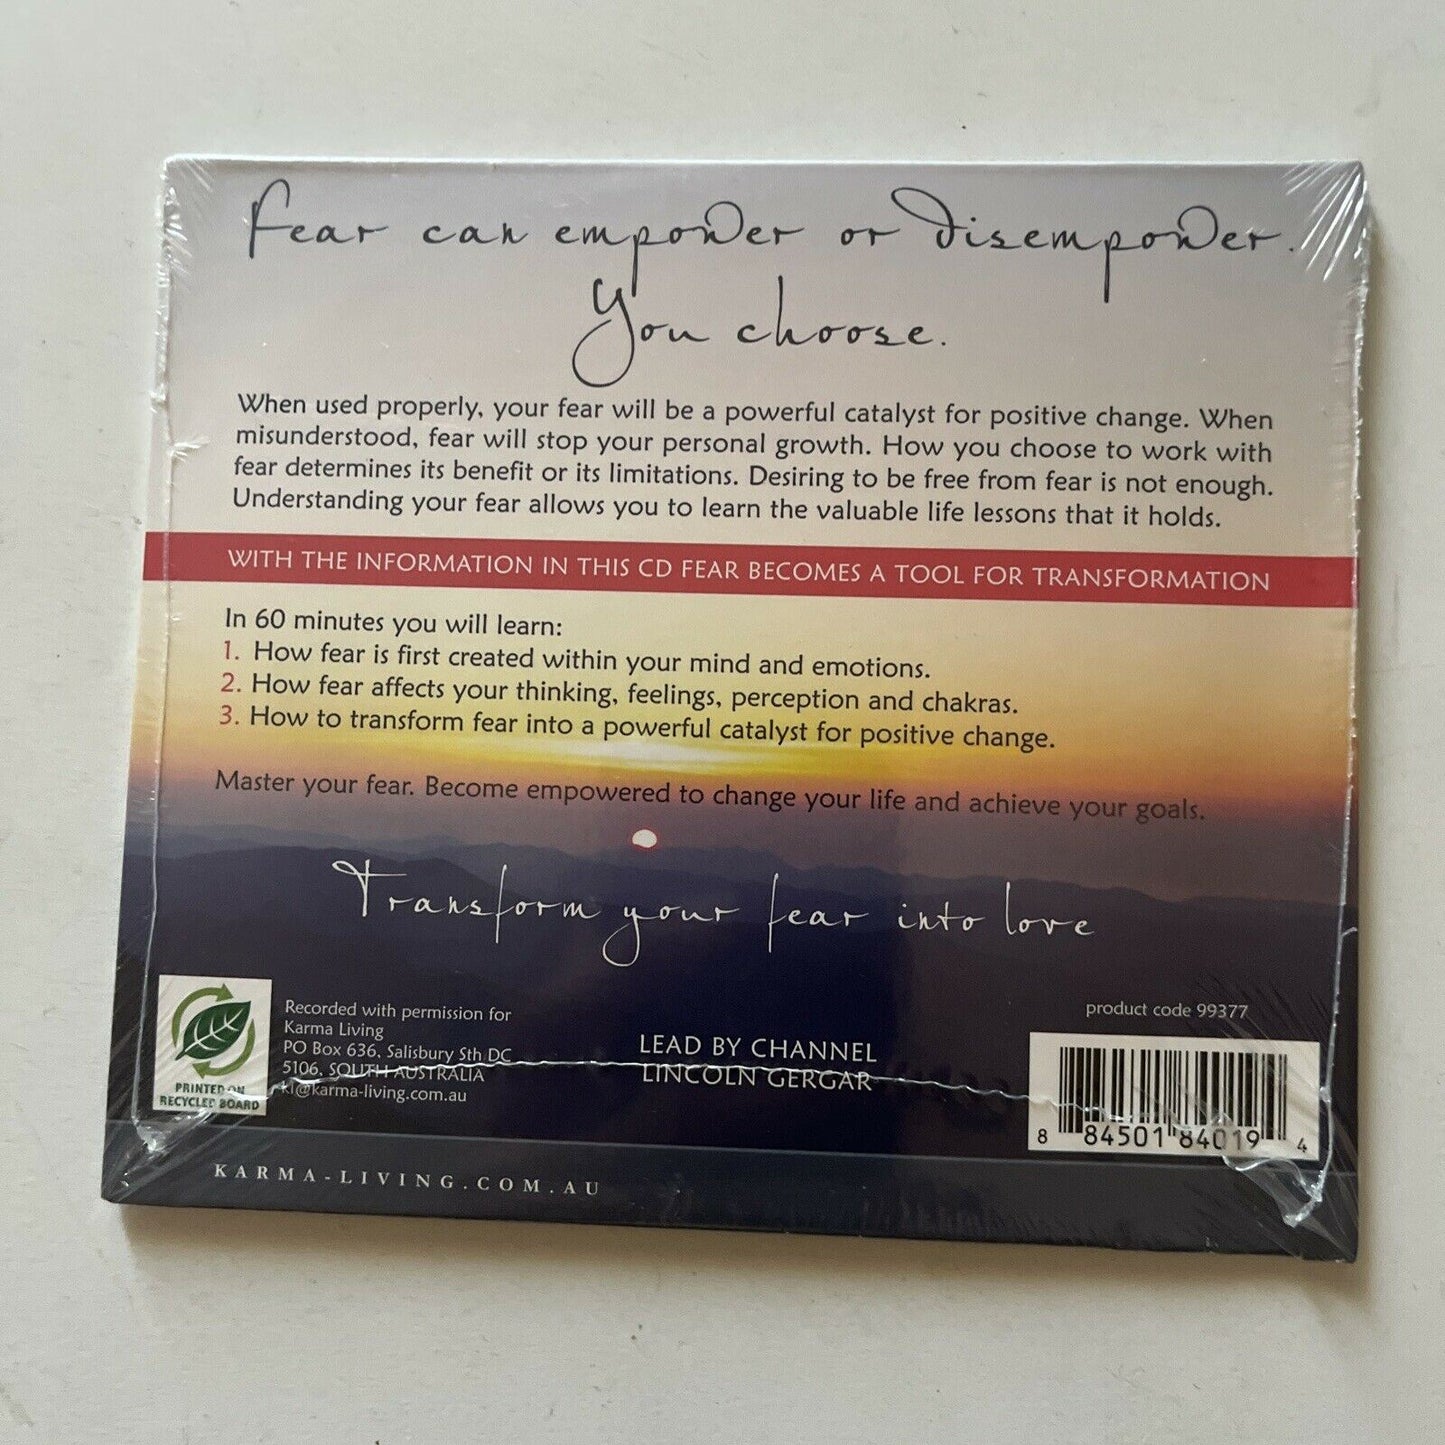 Fear can empower or disempower.
You choose.
When used properly, your fear will be a powerful catalyst for positive change. When
misunderstood, fear will stop your personal growth. How you choose to work with
fear determines its benefit or its limitations. Desiring to be free from fear is not enough.
Understanding your fear allows you to learn the valuable life lessons that it holds.
WITH THE INFORMATION IN THIS CD FEAR BECOMES A TOOL FOR TRANSFORMATION
In 60 minutes you will learn:
1. How fear is first created within your mind and emotions.
2. How fear affects your thinking, feelings, perception and chakras.
3. How to transform fear into a powerful catalyst for positive change.
Master your fear. Become empowered to change your life and achieve your goals.
Transform your fear into love
PRINTED ON
RECYCLED BOARD
Recorded with permission for
Karma Living
PO Box 636, Salisbury Sth DC
5106, SOUTH AUSTRALIA
kl@karma-living.com.au
LEAD BY CHANNEL
LINCOLN GERGAR
product code 99377
8 84501 84019 4
KARMA-LIVING.COM.AU